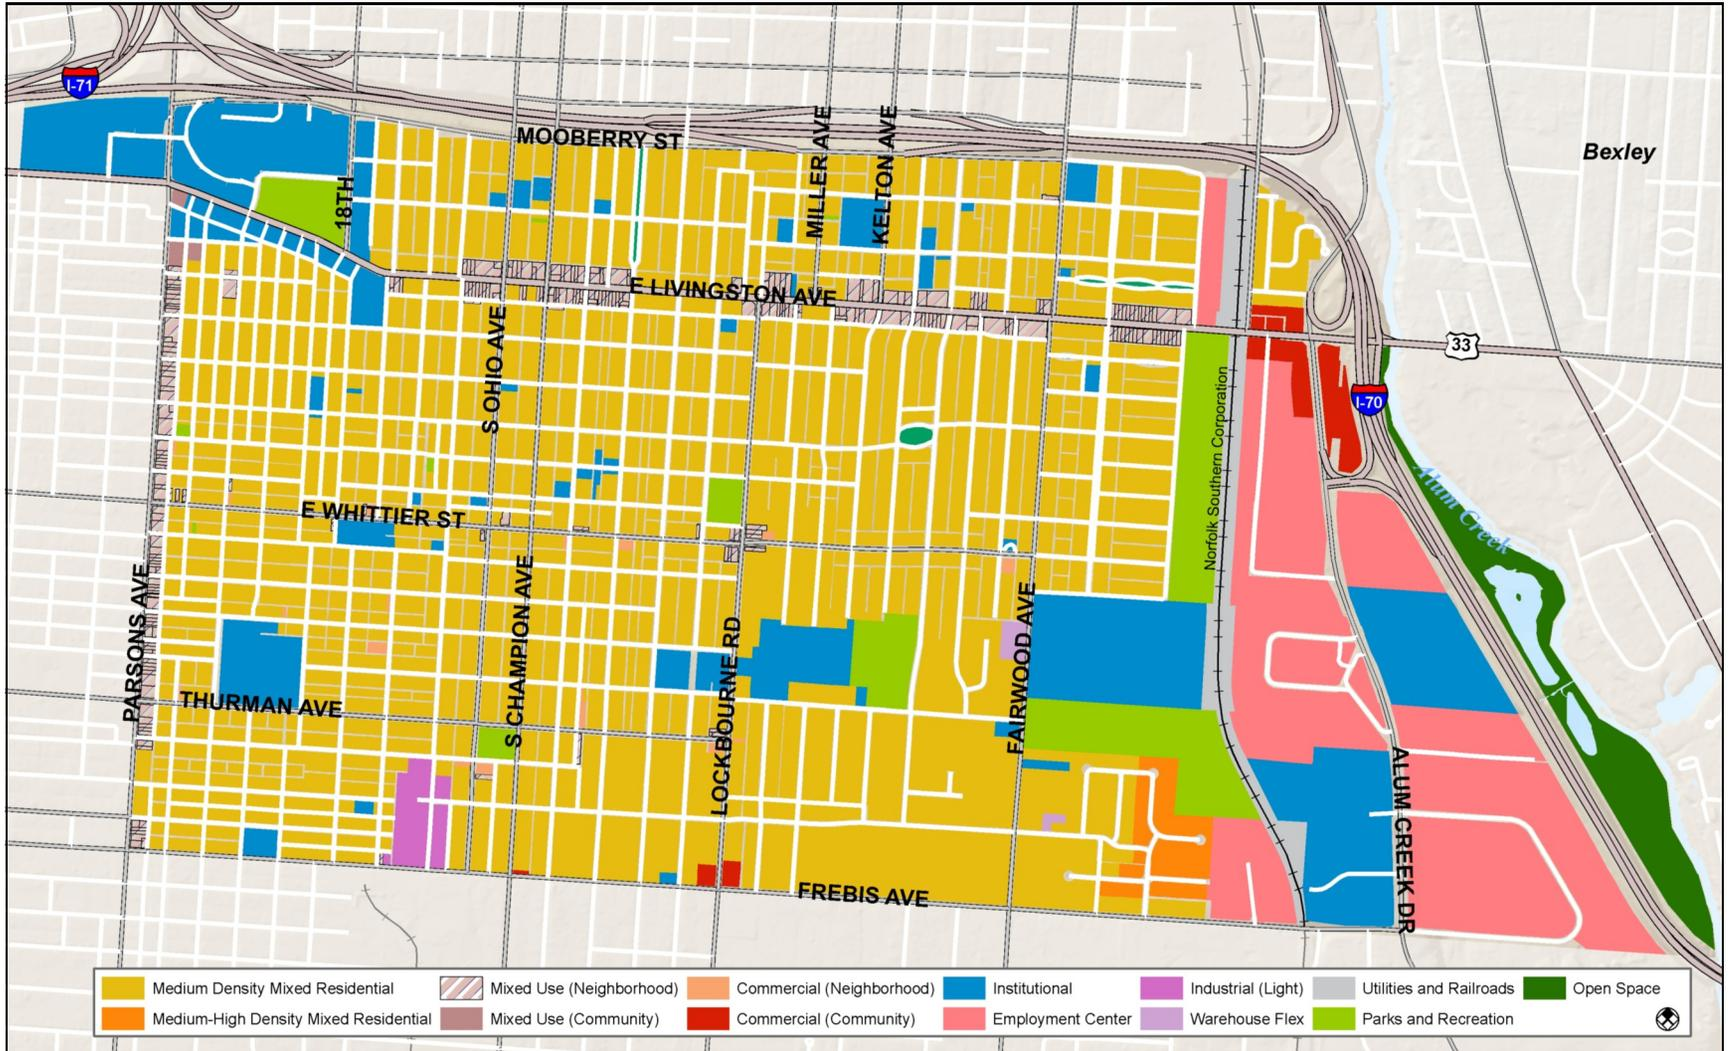 I-71
MOOBERRY ST
MILLER AVE
KELTON AVE
Bexley
18TH
E LIVINGSTON AVE
33
S OHIO AVE
I-70
Norfolk Southern Corporation
Alum Creek
E WHITTIER ST
PARSONS AVE
S CHAMPION AVE
LOCKBOURNE RD
FAIRWOOD AVE
THURMAN AVE
ALUM CREEK DR
FREBIS AVE
Medium Density Mixed Residential
Mixed Use (Neighborhood)
Commercial (Neighborhood)
Institutional
Industrial (Light)
Utilities and Railroads
Open Space
Medium-High Density Mixed Residential
Mixed Use (Community)
Commercial (Community)
Employment Center
Warehouse Flex
Parks and Recreation